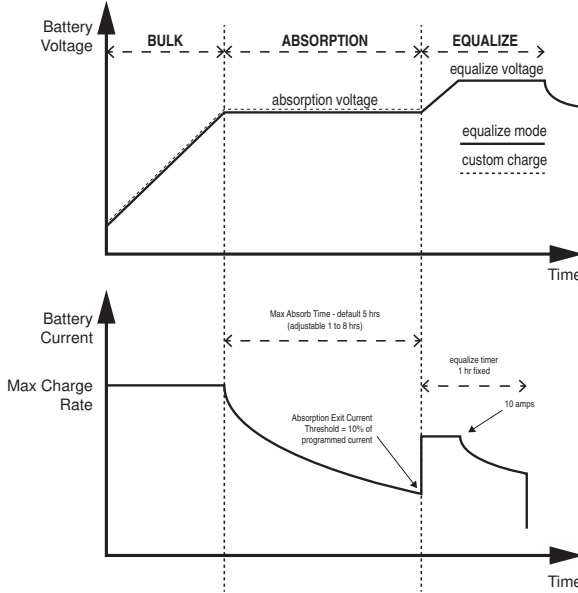 Battery
Voltage
BULK
ABSORPTION
EQUALIZE
equalize voltage
absorption voltage
equalize mode
custom charge
Time
Battery
Current
Max Absorb Time - default 5 hrs
(adjustable 1 to 8 hrs)
equalize timer
1 hr fixed
Max Charge
Rate
10 amps
Absorption Exit Current
Threshold = 10% of
programmed current
Time